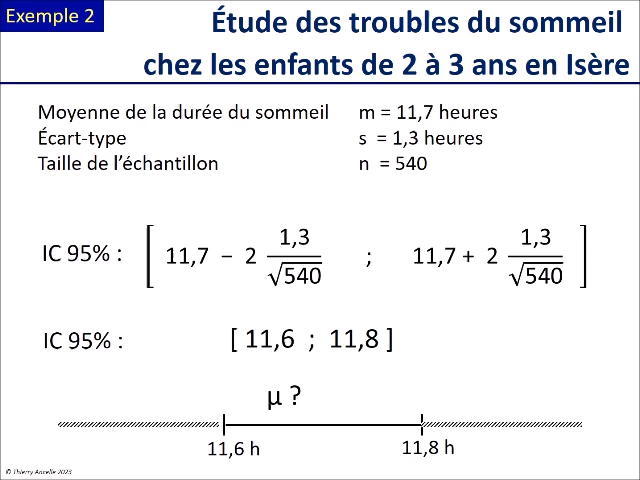 Exemple 2
Étude des troubles du sommeil
chez les enfants de 2 à 3 ans en Isère
Moyenne de la durée du sommeil m = 11,7 heures
Écart-type s = 1,3 heures
Taille de l'échantillon n = 540
IC 95% : [ 11,7 − 2 1,3 / √540 ; 11,7 + 2 1,3 / √540 ]
IC 95% : [ 11,6 ; 11,8 ]
μ ?
11,6 h 11,8 h
© Thierry Ancelle 2023